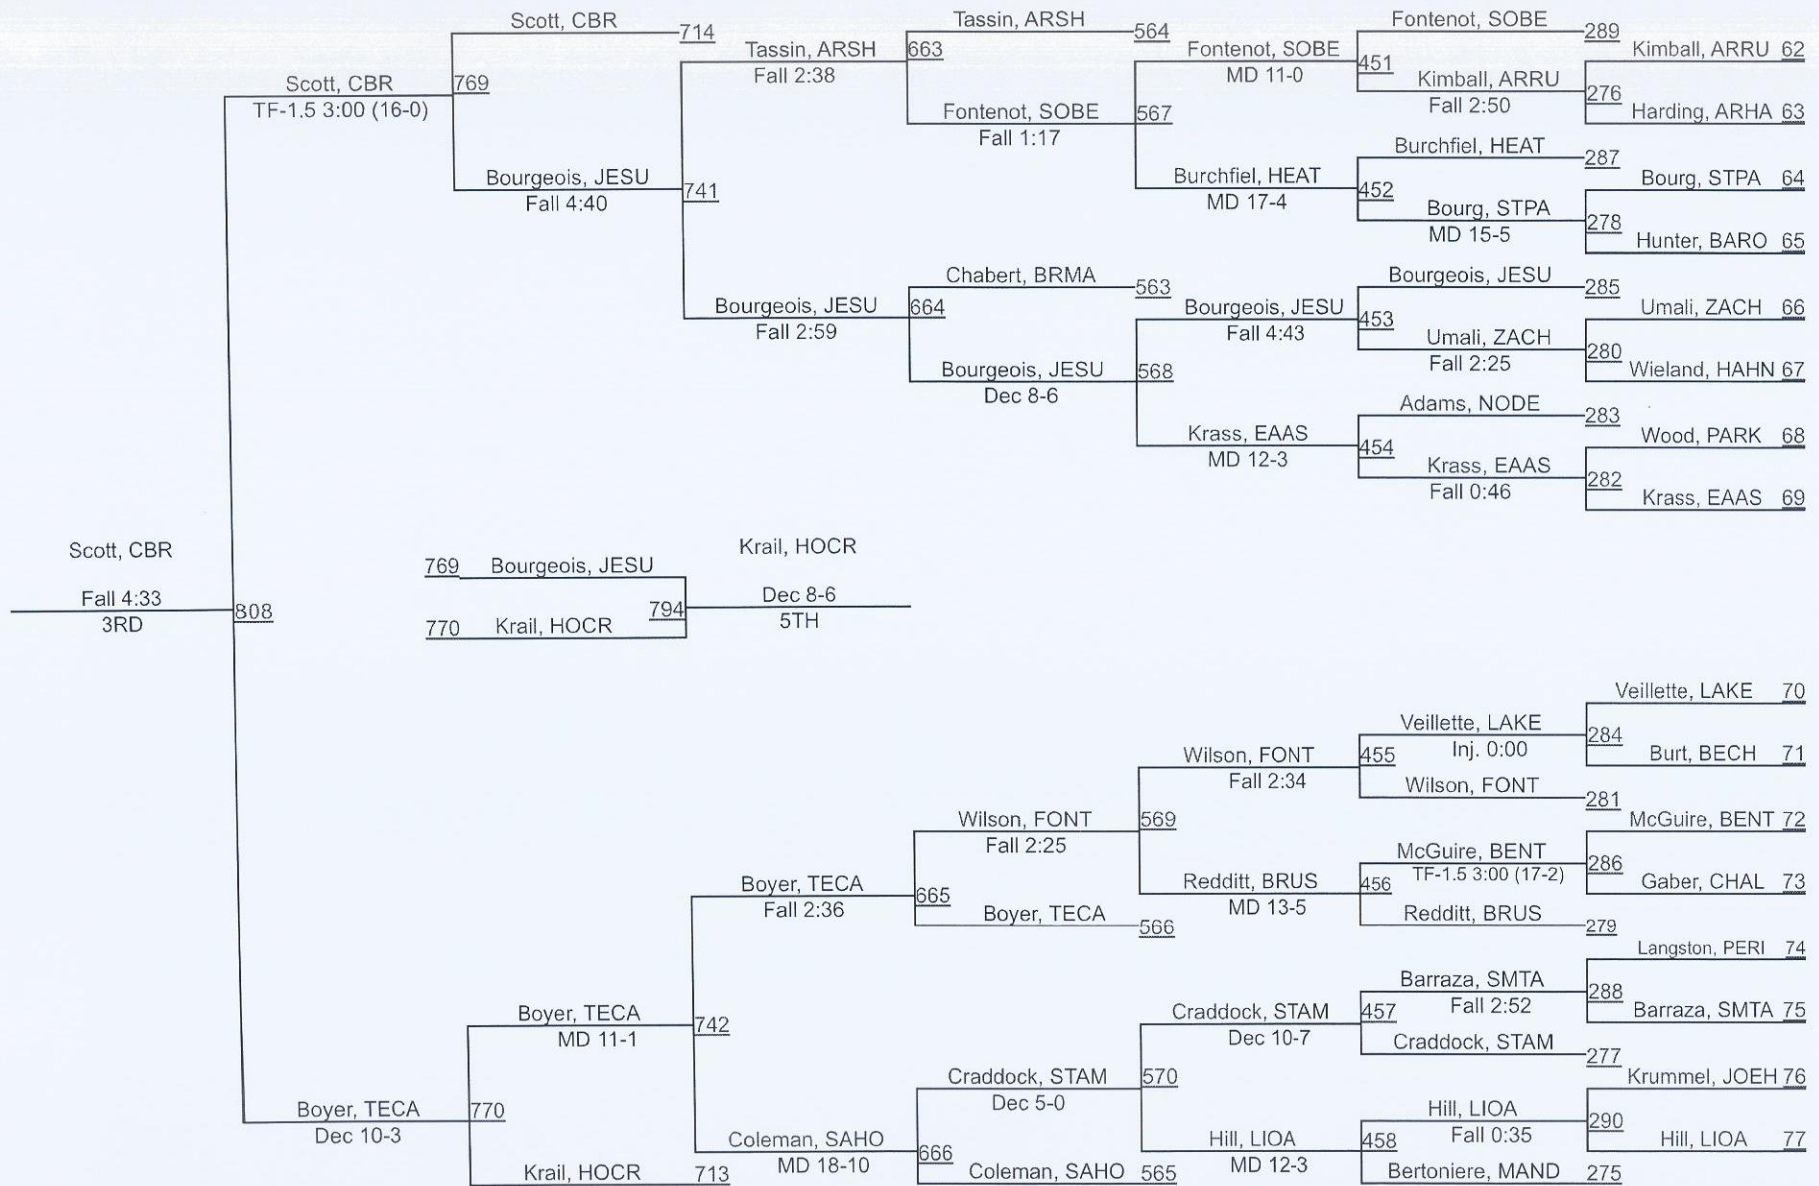 Scott, CBR
714
Tassin, ARSH
564
Fontenot, SOBE
289
Kimball, ARRU 62
Tassin, ARSH
Fall 2:38
663
Fontenot, SOBE
MD 11-0
451
Kimball, ARRU
Fall 2:50
276
Harding, ARHA 63
Scott, CBR
TF-1.5 3:00 (16-0)
769
Fontenot, SOBE
Fall 1:17
567
Burchfiel, HEAT
287
Bourg, STPA 64
Bourgeois, JESU
Fall 4:40
741
Burchfiel, HEAT
MD 17-4
452
Bourg, STPA
MD 15-5
278
Hunter, BARO 65
Chabert, BRMA
563
Bourgeois, JESU
285
Umali, ZACH 66
Bourgeois, JESU
Fall 2:59
664
Bourgeois, JESU
Fall 4:43
453
Umali, ZACH
Fall 2:25
280
Wieland, HAHN 67
Bourgeois, JESU
Dec 8-6
568
Adams, NODE
283
Wood, PARK 68
Krass, EAAS
MD 12-3
454
Krass, EAAS
Fall 0:46
282
Krass, EAAS 69
Scott, CBR
Fall 4:33
3RD
808
769 Bourgeois, JESU
770 Krail, HOCR
794
Krail, HOCR
Dec 8-6
5TH
Veillette, LAKE 70
Veillette, LAKE
Inj. 0:00
284
Burt, BECH 71
Wilson, FONT
Fall 2:34
455
Wilson, FONT
281
McGuire, BENT 72
Wilson, FONT
Fall 2:25
569
McGuire, BENT
TF-1.5 3:00 (17-2)
286
Gaber, CHAL 73
Boyer, TECA
Fall 2:36
665
Redditt, BRUS
MD 13-5
456
Redditt, BRUS
279
Boyer, TECA
566
Langston, PERI 74
Barraza, SMTA
Fall 2:52
288
Barraza, SMTA 75
Boyer, TECA
MD 11-1
742
Craddock, STAM
Dec 10-7
457
Craddock, STAM
277
Krummel, JOEH 76
Craddock, STAM
Dec 5-0
570
Hill, LIOA
Fall 0:35
290
Hill, LIOA 77
Boyer, TECA
Dec 10-3
770
Coleman, SAHO
MD 18-10
666
Hill, LIOA
MD 12-3
458
Krail, HOCR
713
Coleman, SAHO 565
Bertoniere, MAND
275